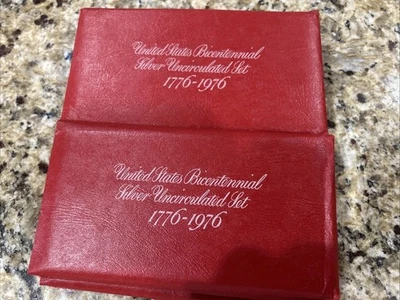 United States Bicentennial
Silver Uncirculated Set
1776-1976
United States Bicentennial
Silver Uncirculated Set
1776-1976